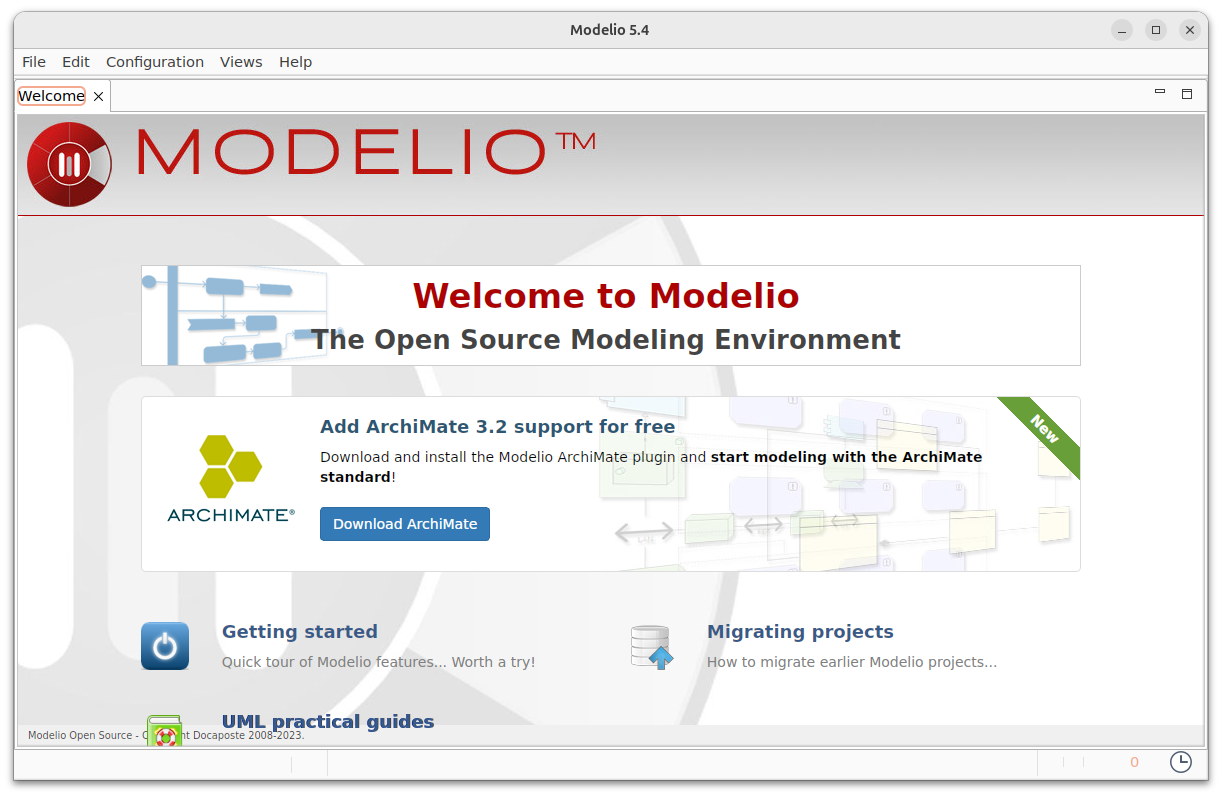 Modelio 5.4
File Edit Configuration Views Help
Welcome
MODELIO™
Welcome to Modelio
The Open Source Modeling Environment
New
Add ArchiMate 3.2 support for free
Download and install the Modelio ArchiMate plugin and start modeling with the ArchiMate
standard!
ARCHIMATE®
Download ArchiMate
Getting started
Quick tour of Modelio features... Worth a try!
Migrating projects
How to migrate earlier Modelio projects...
UML practical guides
Modelio Open Source - Docaposte 2008-2023.
0